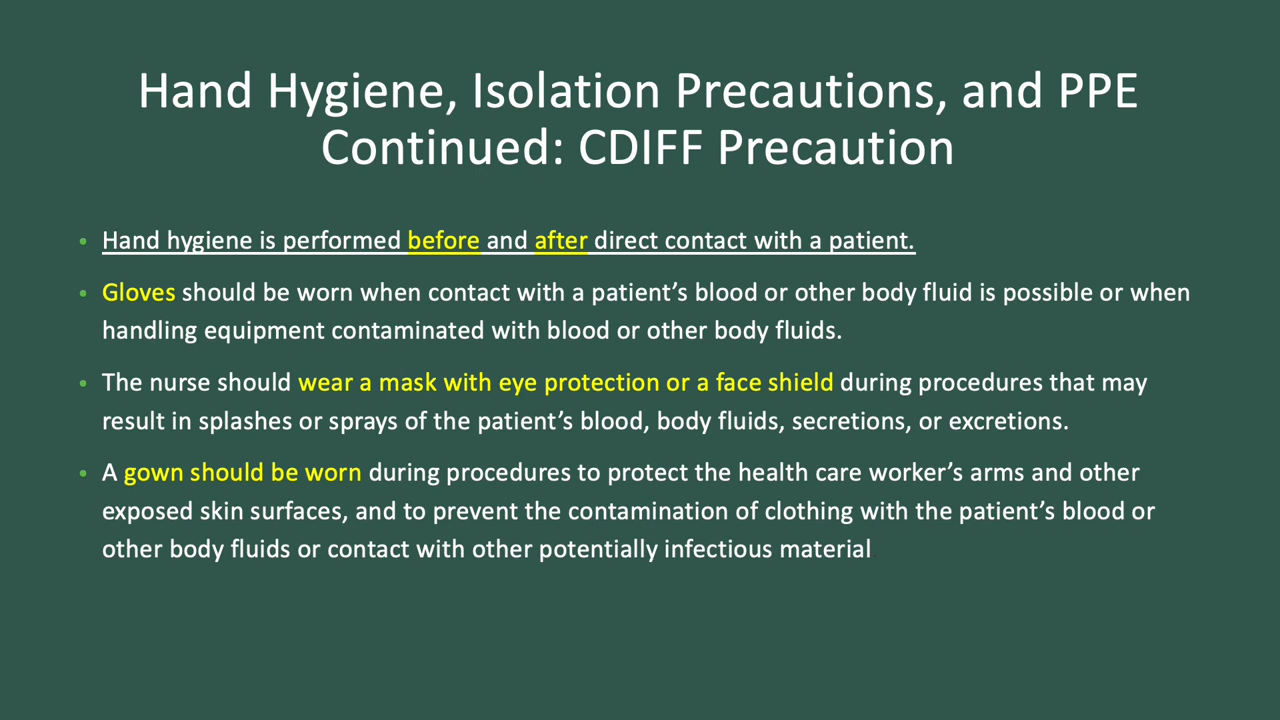 Hand Hygiene, Isolation Precautions, and PPE
Continued: CDIFF Precaution
• Hand hygiene is performed before and after direct contact with a patient.
• Gloves should be worn when contact with a patient’s blood or other body fluid is possible or when
handling equipment contaminated with blood or other body fluids.
• The nurse should wear a mask with eye protection or a face shield during procedures that may
result in splashes or sprays of the patient’s blood, body fluids, secretions, or excretions.
• A gown should be worn during procedures to protect the health care worker’s arms and other
exposed skin surfaces, and to prevent the contamination of clothing with the patient’s blood or
other body fluids or contact with other potentially infectious material